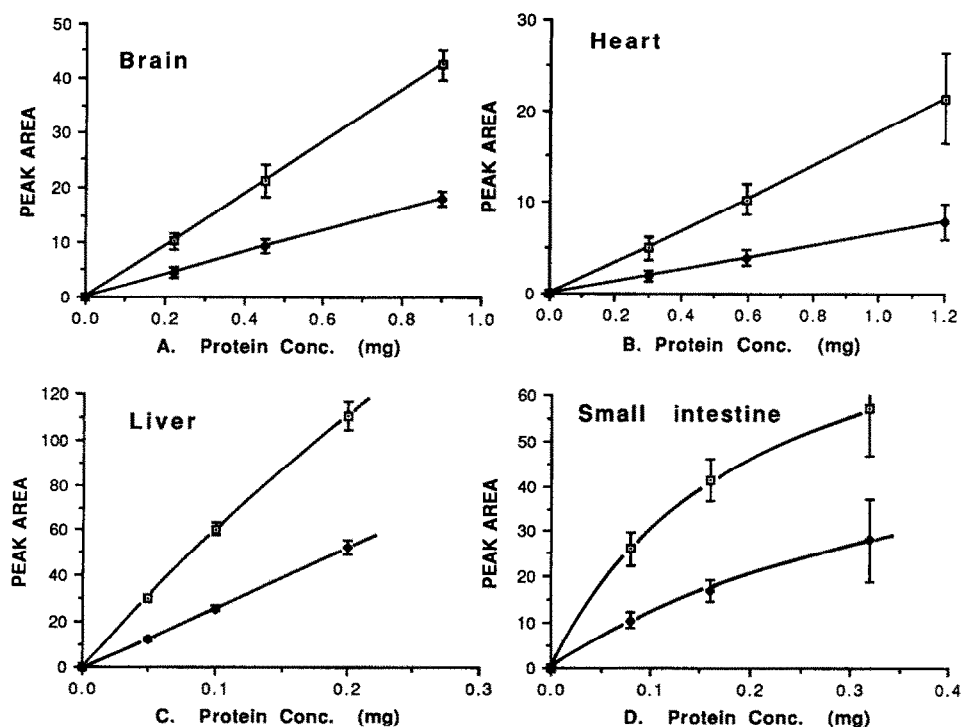 Brain
PEAK AREA
50
40
30
20
10
0
0.0 0.2 0.4 0.6 0.8 1.0
A. Protein Conc. (mg)
Heart
PEAK AREA
30
20
10
0
0.0 0.2 0.4 0.6 0.8 1.0 1.2
B. Protein Conc. (mg)
Liver
PEAK AREA
120
100
80
60
40
20
0
0.0 0.1 0.2 0.3
C. Protein Conc. (mg)
Small intestine
PEAK AREA
60
50
40
30
20
10
0
0.0 0.1 0.2 0.3 0.4
D. Protein Conc. (mg)